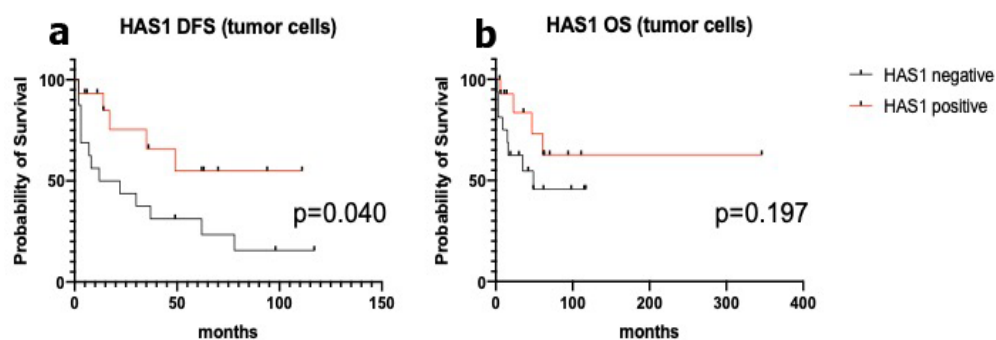 a
HAS1 DFS (tumor cells)
Probability of Survival
100
50
0
0
50
100
150
months
p=0.040
b
HAS1 OS (tumor cells)
Probability of Survival
100
50
0
0
100
200
300
400
months
p=0.197
HAS1 negative
HAS1 positive